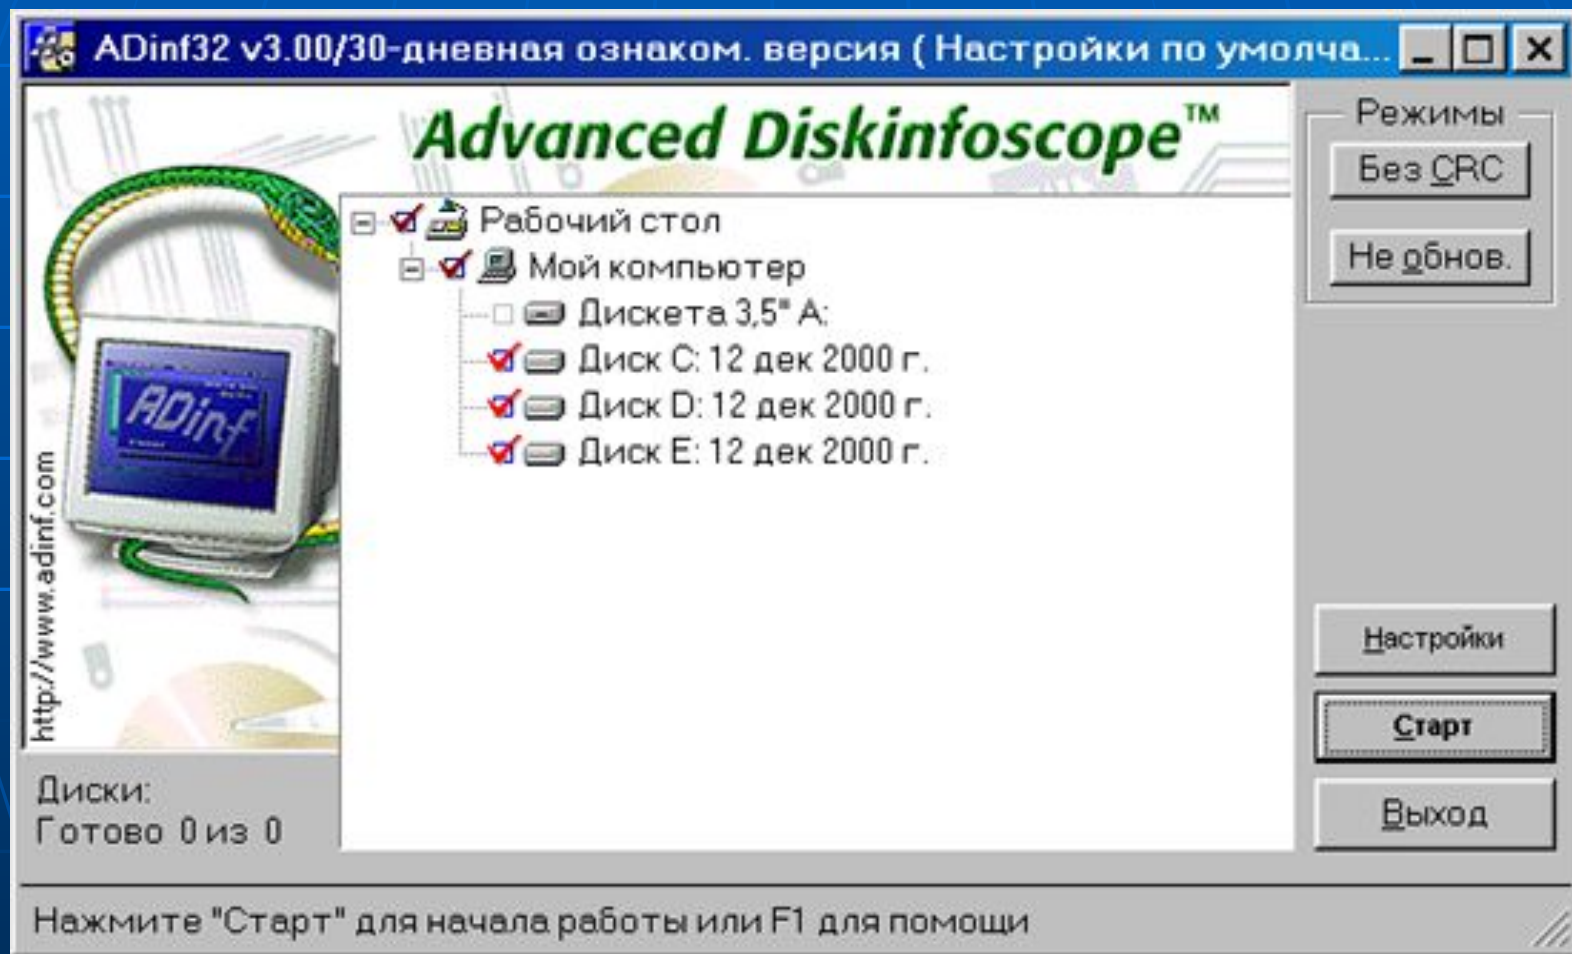 ADinf32 v3.00/30-дневная ознаком. версия ( Настройки по умолча...
Advanced Diskinfoscope™
Рабочий стол
Мой компьютер
Дискета 3,5" A:
Диск C: 12 дек 2000 г.
Диск D: 12 дек 2000 г.
Диск E: 12 дек 2000 г.
ADinf
http://www.adinf.com
Диски:
Готово 0 из 0
Режимы
Без CRC
Не обнов.
Настройки
Старт
Выход
Нажмите "Старт" для начала работы или F1 для помощи